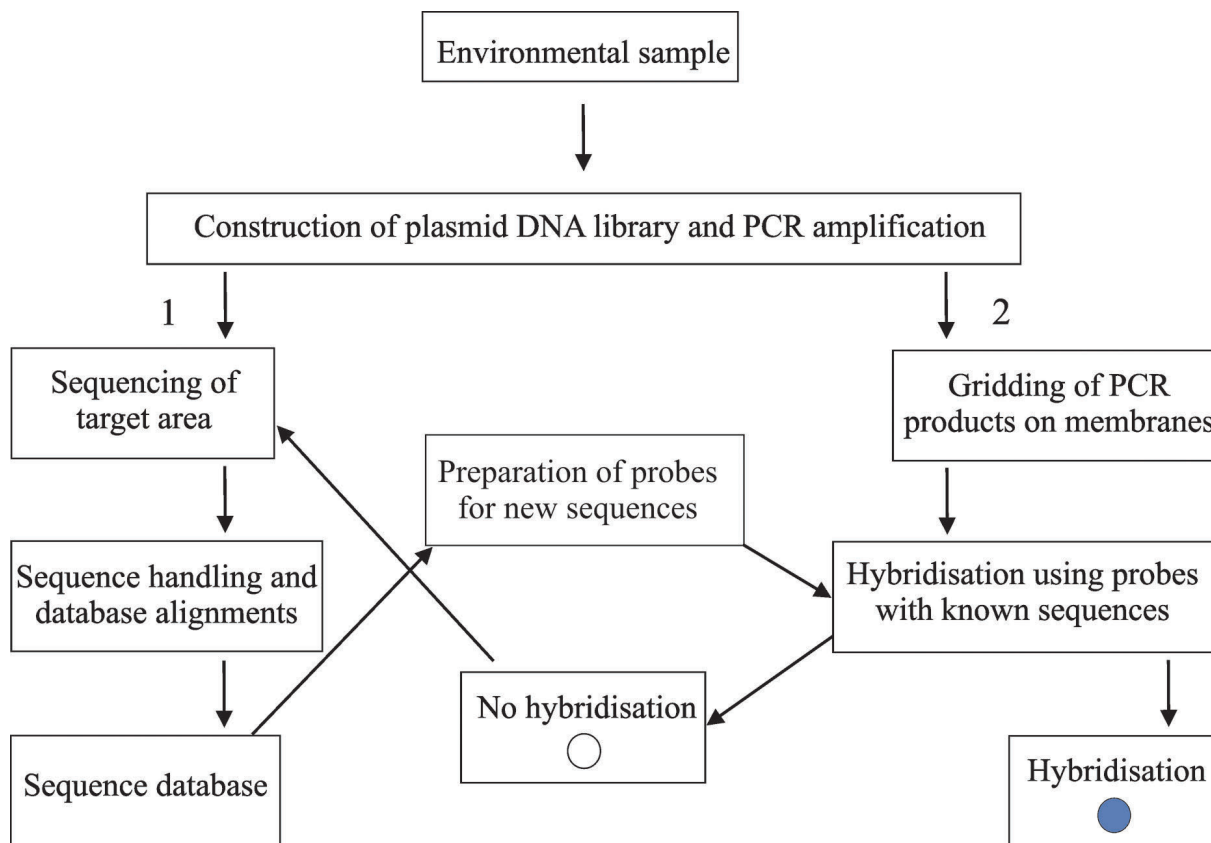 Environmental sample
Construction of plasmid DNA library and PCR amplification
1
2
Sequencing of
target area
Gridding of PCR
products on membranes
Preparation of probes
for new sequences
Sequence handling and
database alignments
Hybridisation using probes
with known sequences
No hybridisation
Sequence database
Hybridisation